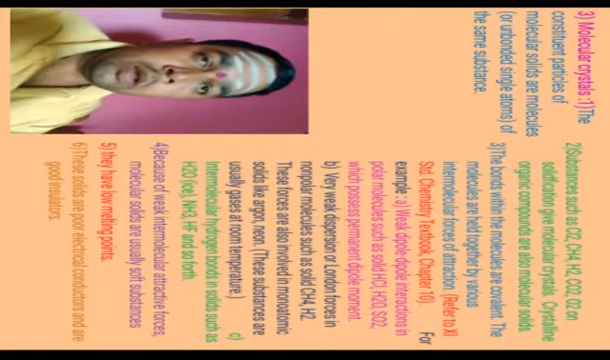 3) Molecular crystals :1)The
constituent particles of
molecular solids are molecules
(or unbonded single atoms) of
the same substance.
2)Substances such as Cl2, CH4, H2, CO2, O2 on
solidification give molecular crystals. Crystalline
organic compounds are also molecular solids.
3)The bonds within the molecules are covalent. The
molecules are held together by various
intermolecular forces of attraction. (Refer to XI
Std. Chemistry Textbook, Chapter 10). For
example : a) Weak dipole-dipole interactions in
polar molecules such as solid HCl, H2O, SO2,
which possess permanent dipole moment.
b) Very weak dispersion or London forces in
nonpolar molecules such as solid CH4, H2.
These forces are also involved in monoatomic
solids like argon, neon. (These substances are
usually gases at room temperature.) c)
Intermolecular hydrogen bonds in solids such as
H2O (ice), NH3, HF and so forth.
4)Because of weak intermolecular attractive forces,
molecular solids are usually soft substances
5) they have low melting points.
6)These solids are poor electrical conductors and are
good insulators.